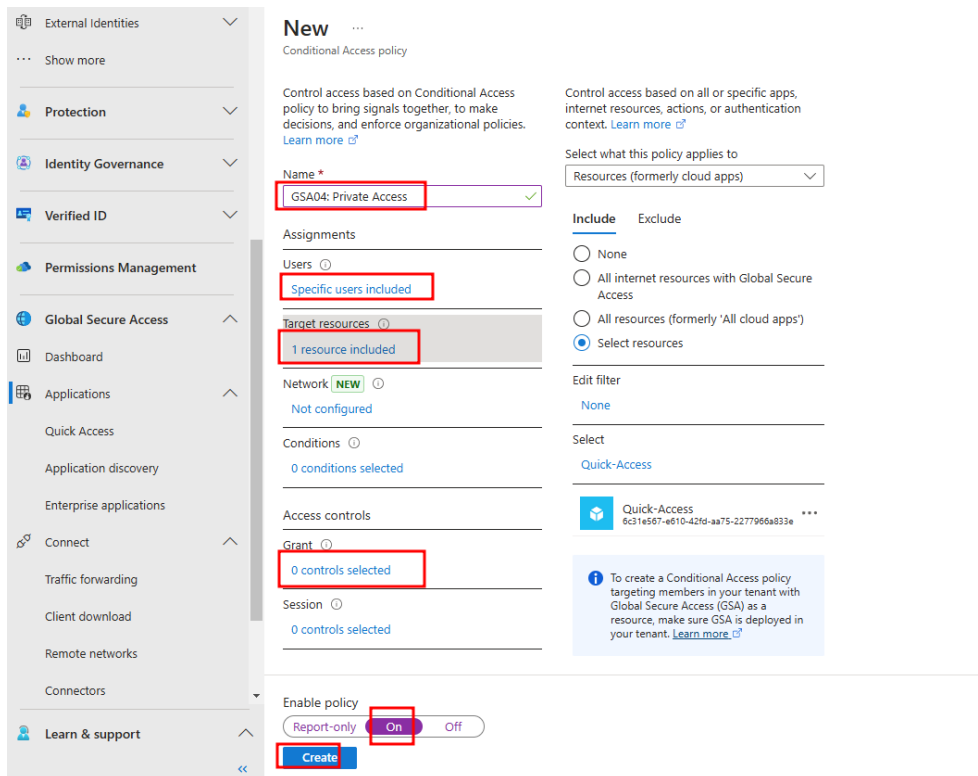 External Identities
Show more
Protection
Identity Governance
Verified ID
Permissions Management
Global Secure Access
Dashboard
Applications
Quick Access
Application discovery
Enterprise applications
Connect
Traffic forwarding
Client download
Remote networks
Connectors
Learn & support
New
Conditional Access policy
Control access based on Conditional Access
policy to bring signals together, to make
decisions, and enforce organizational policies.
Learn more
Name *
GSA04: Private Access
Assignments
Users
Specific users included
Target resources
1 resource included
Network NEW
Not configured
Conditions
0 conditions selected
Access controls
Grant
0 controls selected
Session
0 controls selected
Control access based on all or specific apps,
internet resources, actions, or authentication
context. Learn more
Select what this policy applies to
Resources (formerly cloud apps)
Include Exclude
None
All internet resources with Global Secure
Access
All resources (formerly 'All cloud apps')
Select resources
Edit filter
None
Select
Quick-Access
Quick-Access
6c31e567-e610-42fd-aa75-2277966a833e
To create a Conditional Access policy
targeting members in your tenant with
Global Secure Access (GSA) as a
resource, make sure GSA is deployed in
your tenant. Learn more
Enable policy
Report-only On Off
Create